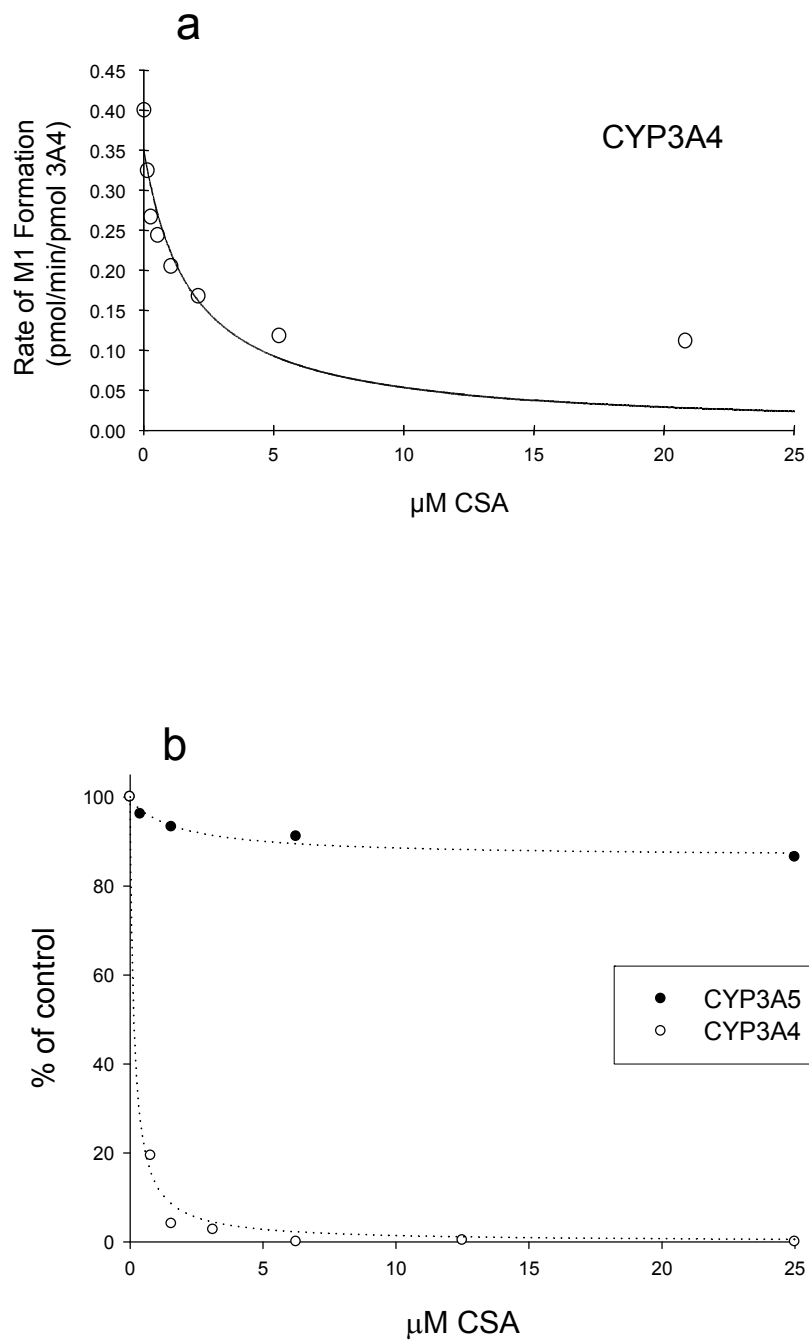 a
0.45
0.40
0.35
0.30
0.25
0.20
0.15
0.10
0.05
0.00
Rate of M1 Formation
(pmol/min/pmol 3A4)
CYP3A4
0 5 10 15 20 25
µM CSA
b
100
80
60
40
20
0
% of control
CYP3A5
CYP3A4
0 5 10 15 20 25
µM CSA